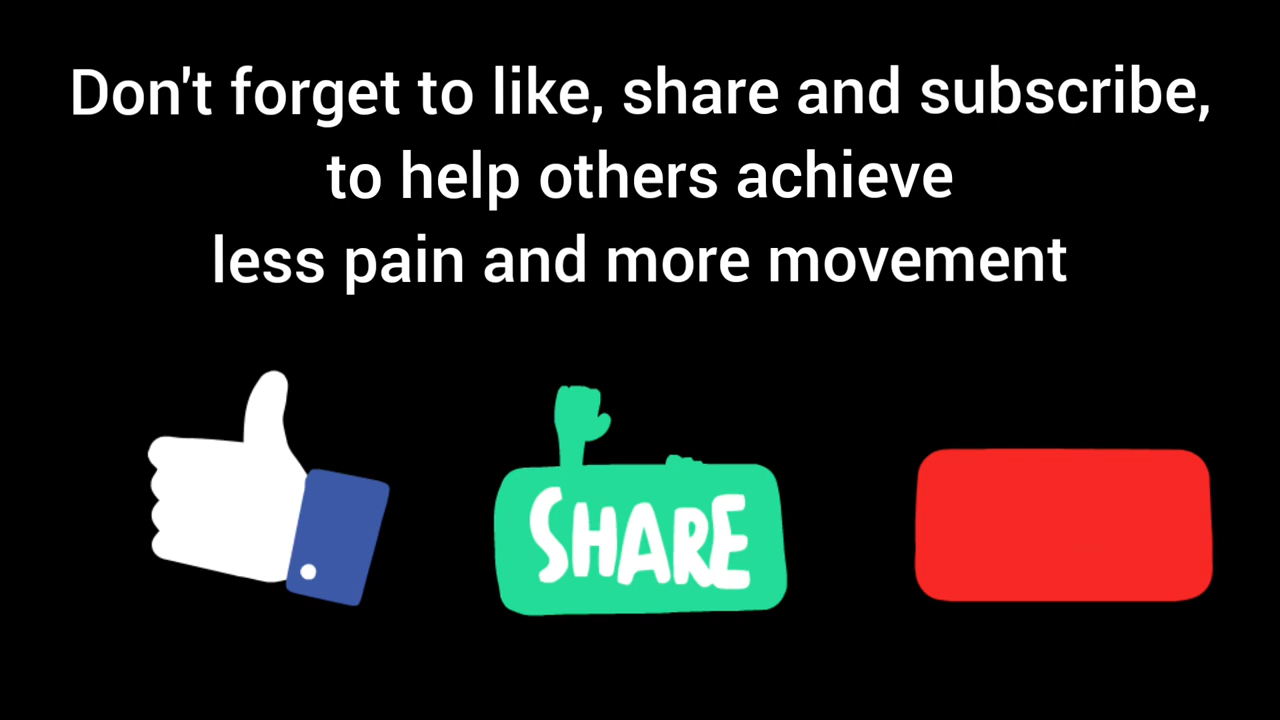 Don't forget to like, share and subscribe,
to help others achieve
less pain and more movement
SHARE